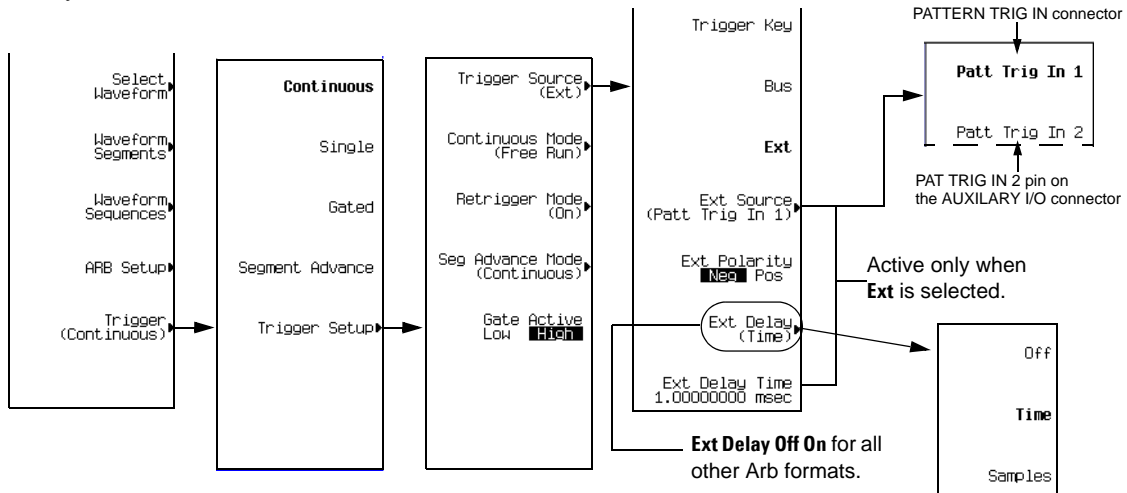 Select
Waveform
Waveform
Segments
Waveform
Sequences
ARB Setup
Trigger
(Continuous)
Continuous
Single
Gated
Segment Advance
Trigger Setup
Trigger Source
(Ext)
Continuous Mode
(Free Run)
Retrigger Mode
(On)
Seg Advance Mode
(Continuous)
Gate Active
Low High
Trigger Key
Bus
Ext
Ext Source
(Patt Trig In 1)
Ext Polarity
Neg Pos
Ext Delay
(Time)
Ext Delay Time
1.00000000 msec
PATTERN TRIG IN connector
Patt Trig In 1
Patt Trig In 2
PAT TRIG IN 2 pin on
the AUXILARY I/O connector
Active only when
Ext is selected.
Ext Delay Off On for all
other Arb formats.
Off
Time
Samples